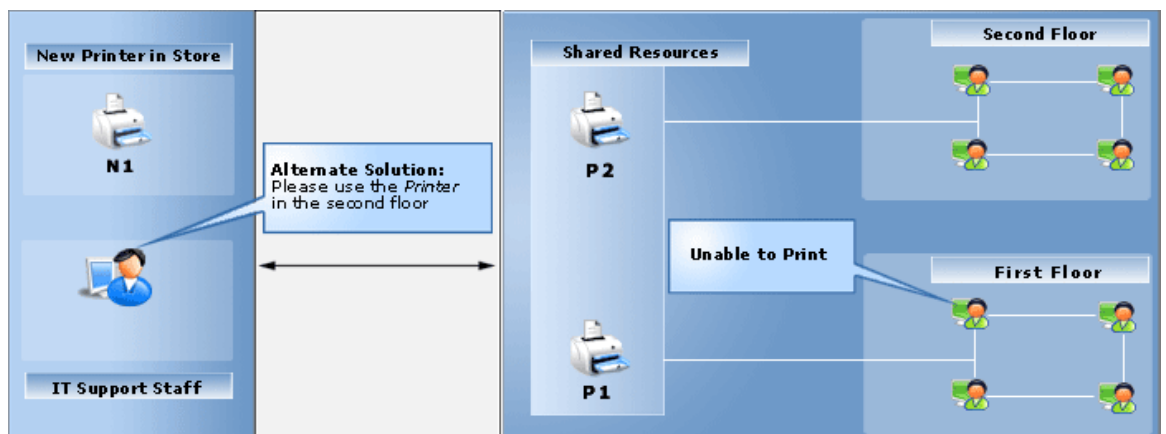 New Printer in Store
N1
Alternate Solution:
Please use the Printer
in the second floor
IT Support Staff
Shared Resources
P2
P1
Second Floor
Unable to Print
First Floor